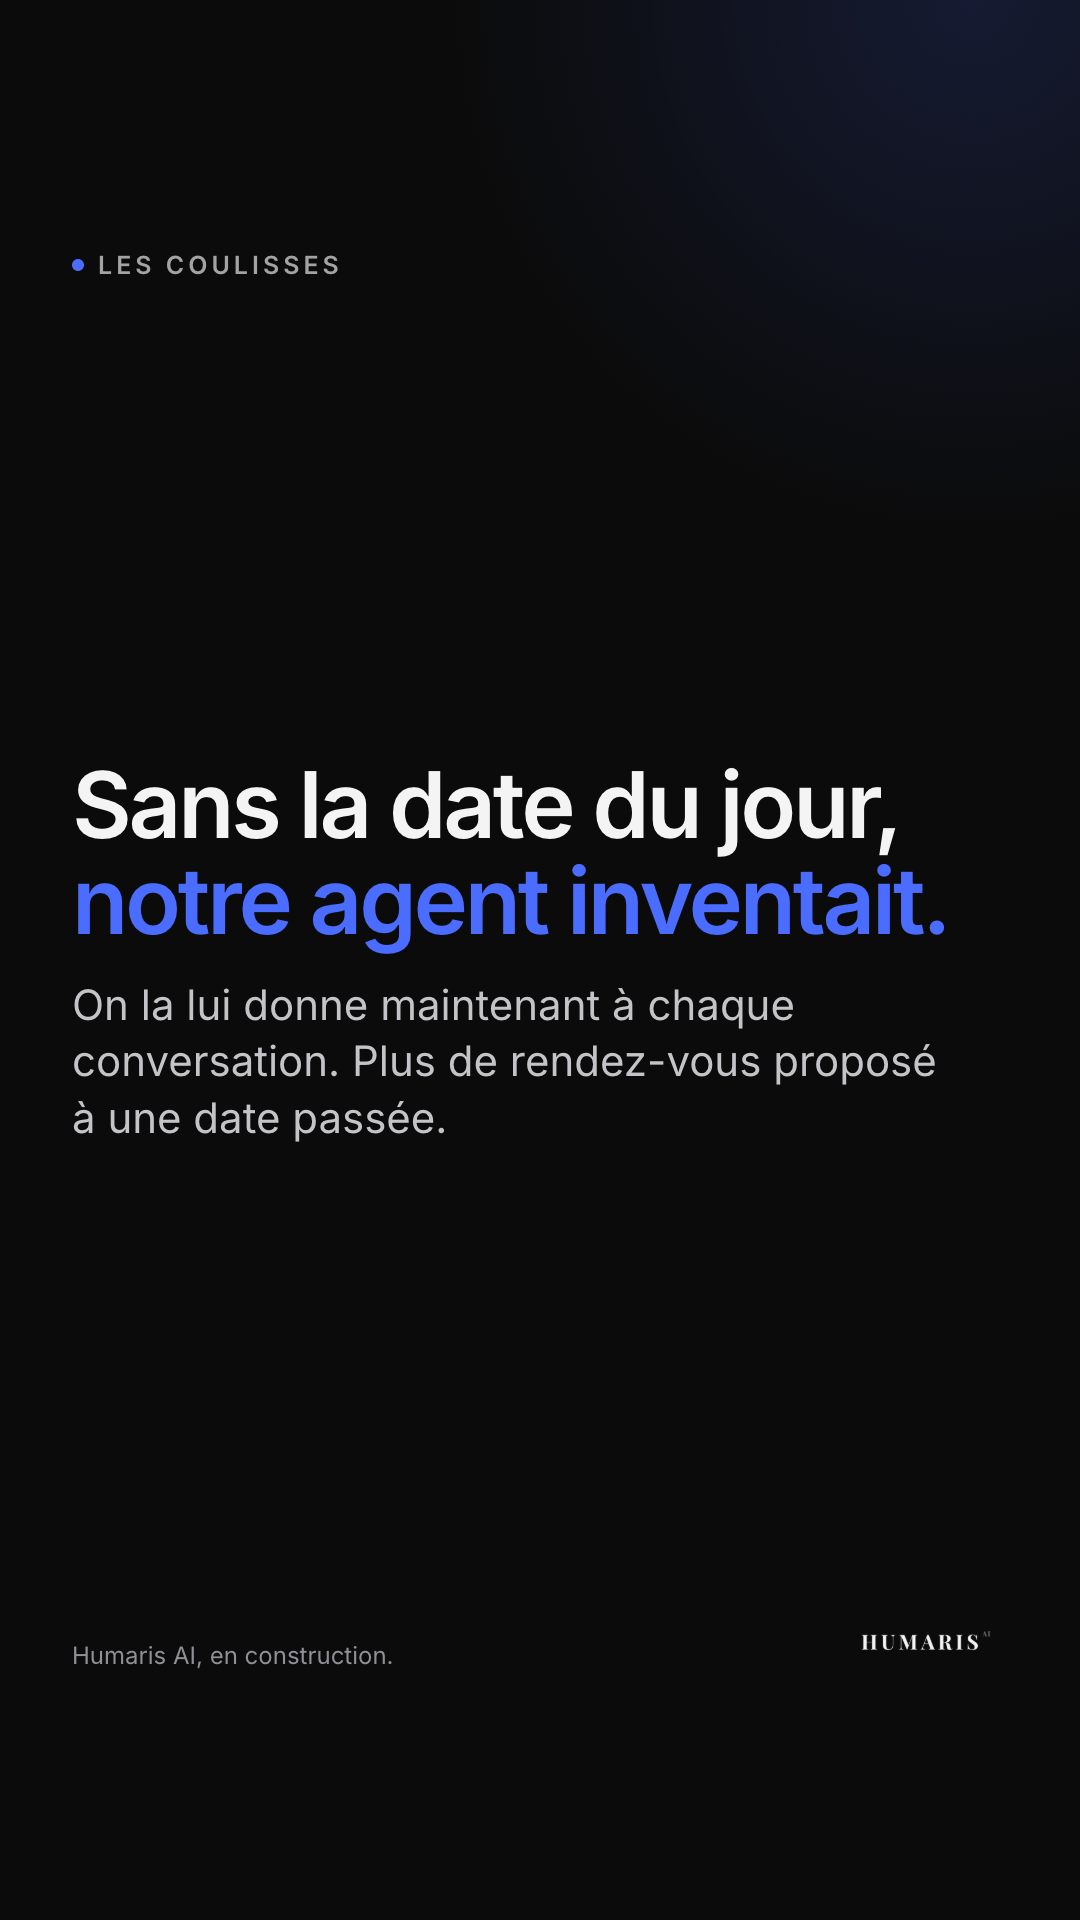 LES COULISSES
Sans la date du jour,
notre agent inventait.
On la lui donne maintenant à chaque
conversation. Plus de rendez-vous proposé
à une date passée.
Humaris AI, en construction.
HUMARIS AI